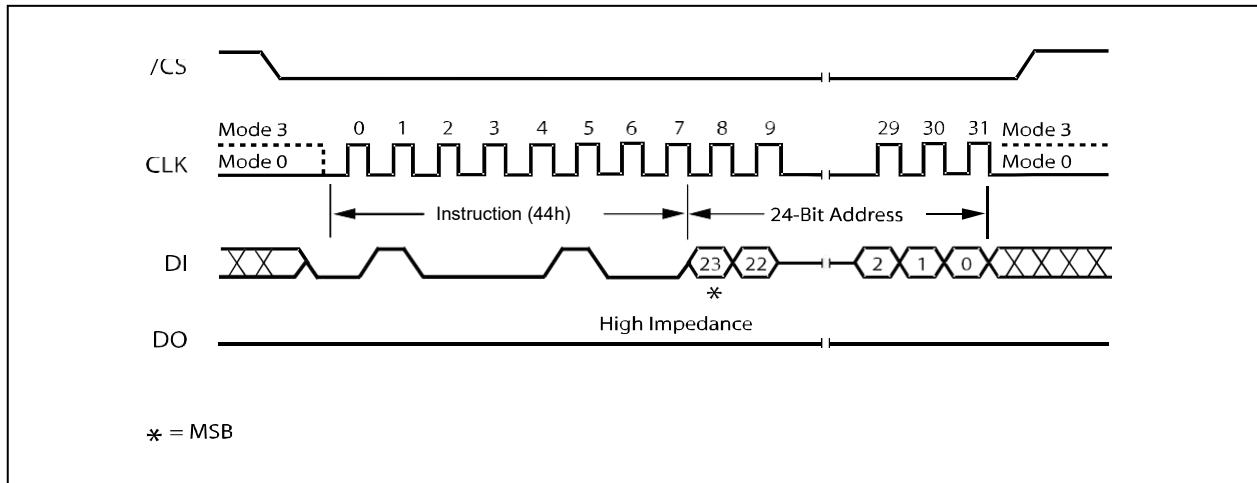 /CS
Mode 3 0 1 2 3 4 5 6 7 8 9 29 30 31 Mode 3
CLK Mode 0 Mode 0
Instruction (44h) 24-Bit Address
DI 23 22 2 1 0
*
High Impedance
DO
* = MSB